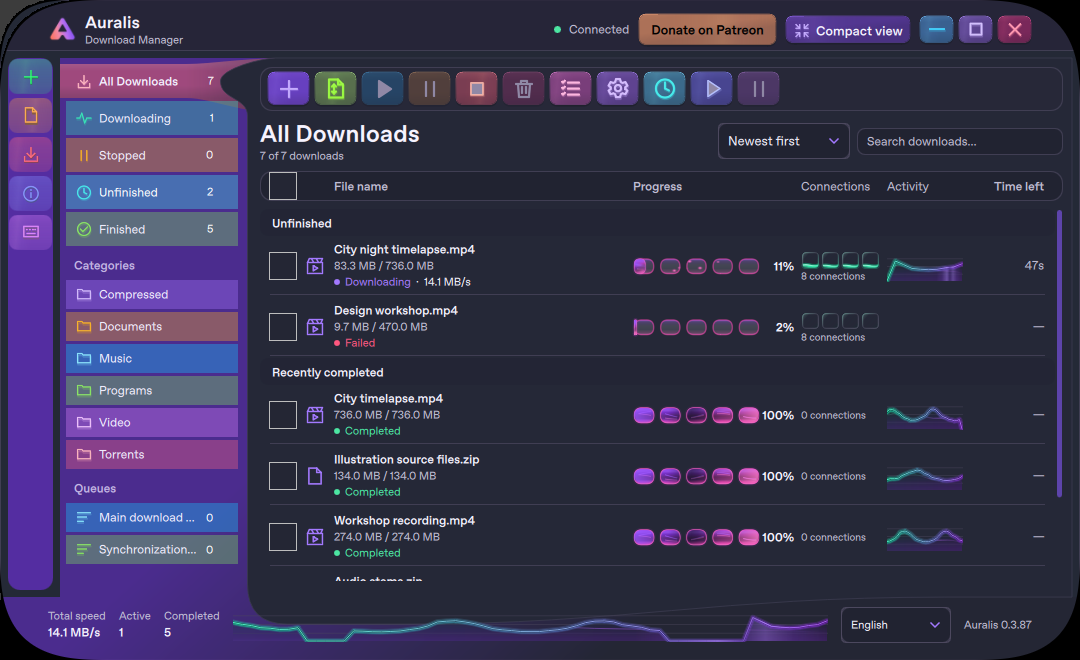 Auralis
Download Manager
Connected
Donate on Patreon
Compact view
All Downloads 7
Downloading 1
Stopped 0
Unfinished 2
Finished 5
Categories
Compressed
Documents
Music
Programs
Video
Torrents
Queues
Main download ... 0
Synchronization... 0
All Downloads
7 of 7 downloads
Newest first
Search downloads...
File name Progress Connections Activity Time left
Unfinished
City night timelapse.mp4
83.3 MB / 736.0 MB
Downloading · 14.1 MB/s
11%
8 connections
47s
Design workshop.mp4
9.7 MB / 470.0 MB
Failed
2%
8 connections
—
Recently completed
City timelapse.mp4
736.0 MB / 736.0 MB
Completed
100% 0 connections —
Illustration source files.zip
134.0 MB / 134.0 MB
Completed
100% 0 connections —
Workshop recording.mp4
274.0 MB / 274.0 MB
Completed
100% 0 connections —
Audio stems.zip
Total speed Active Completed
14.1 MB/s 1 5
English
Auralis 0.3.87